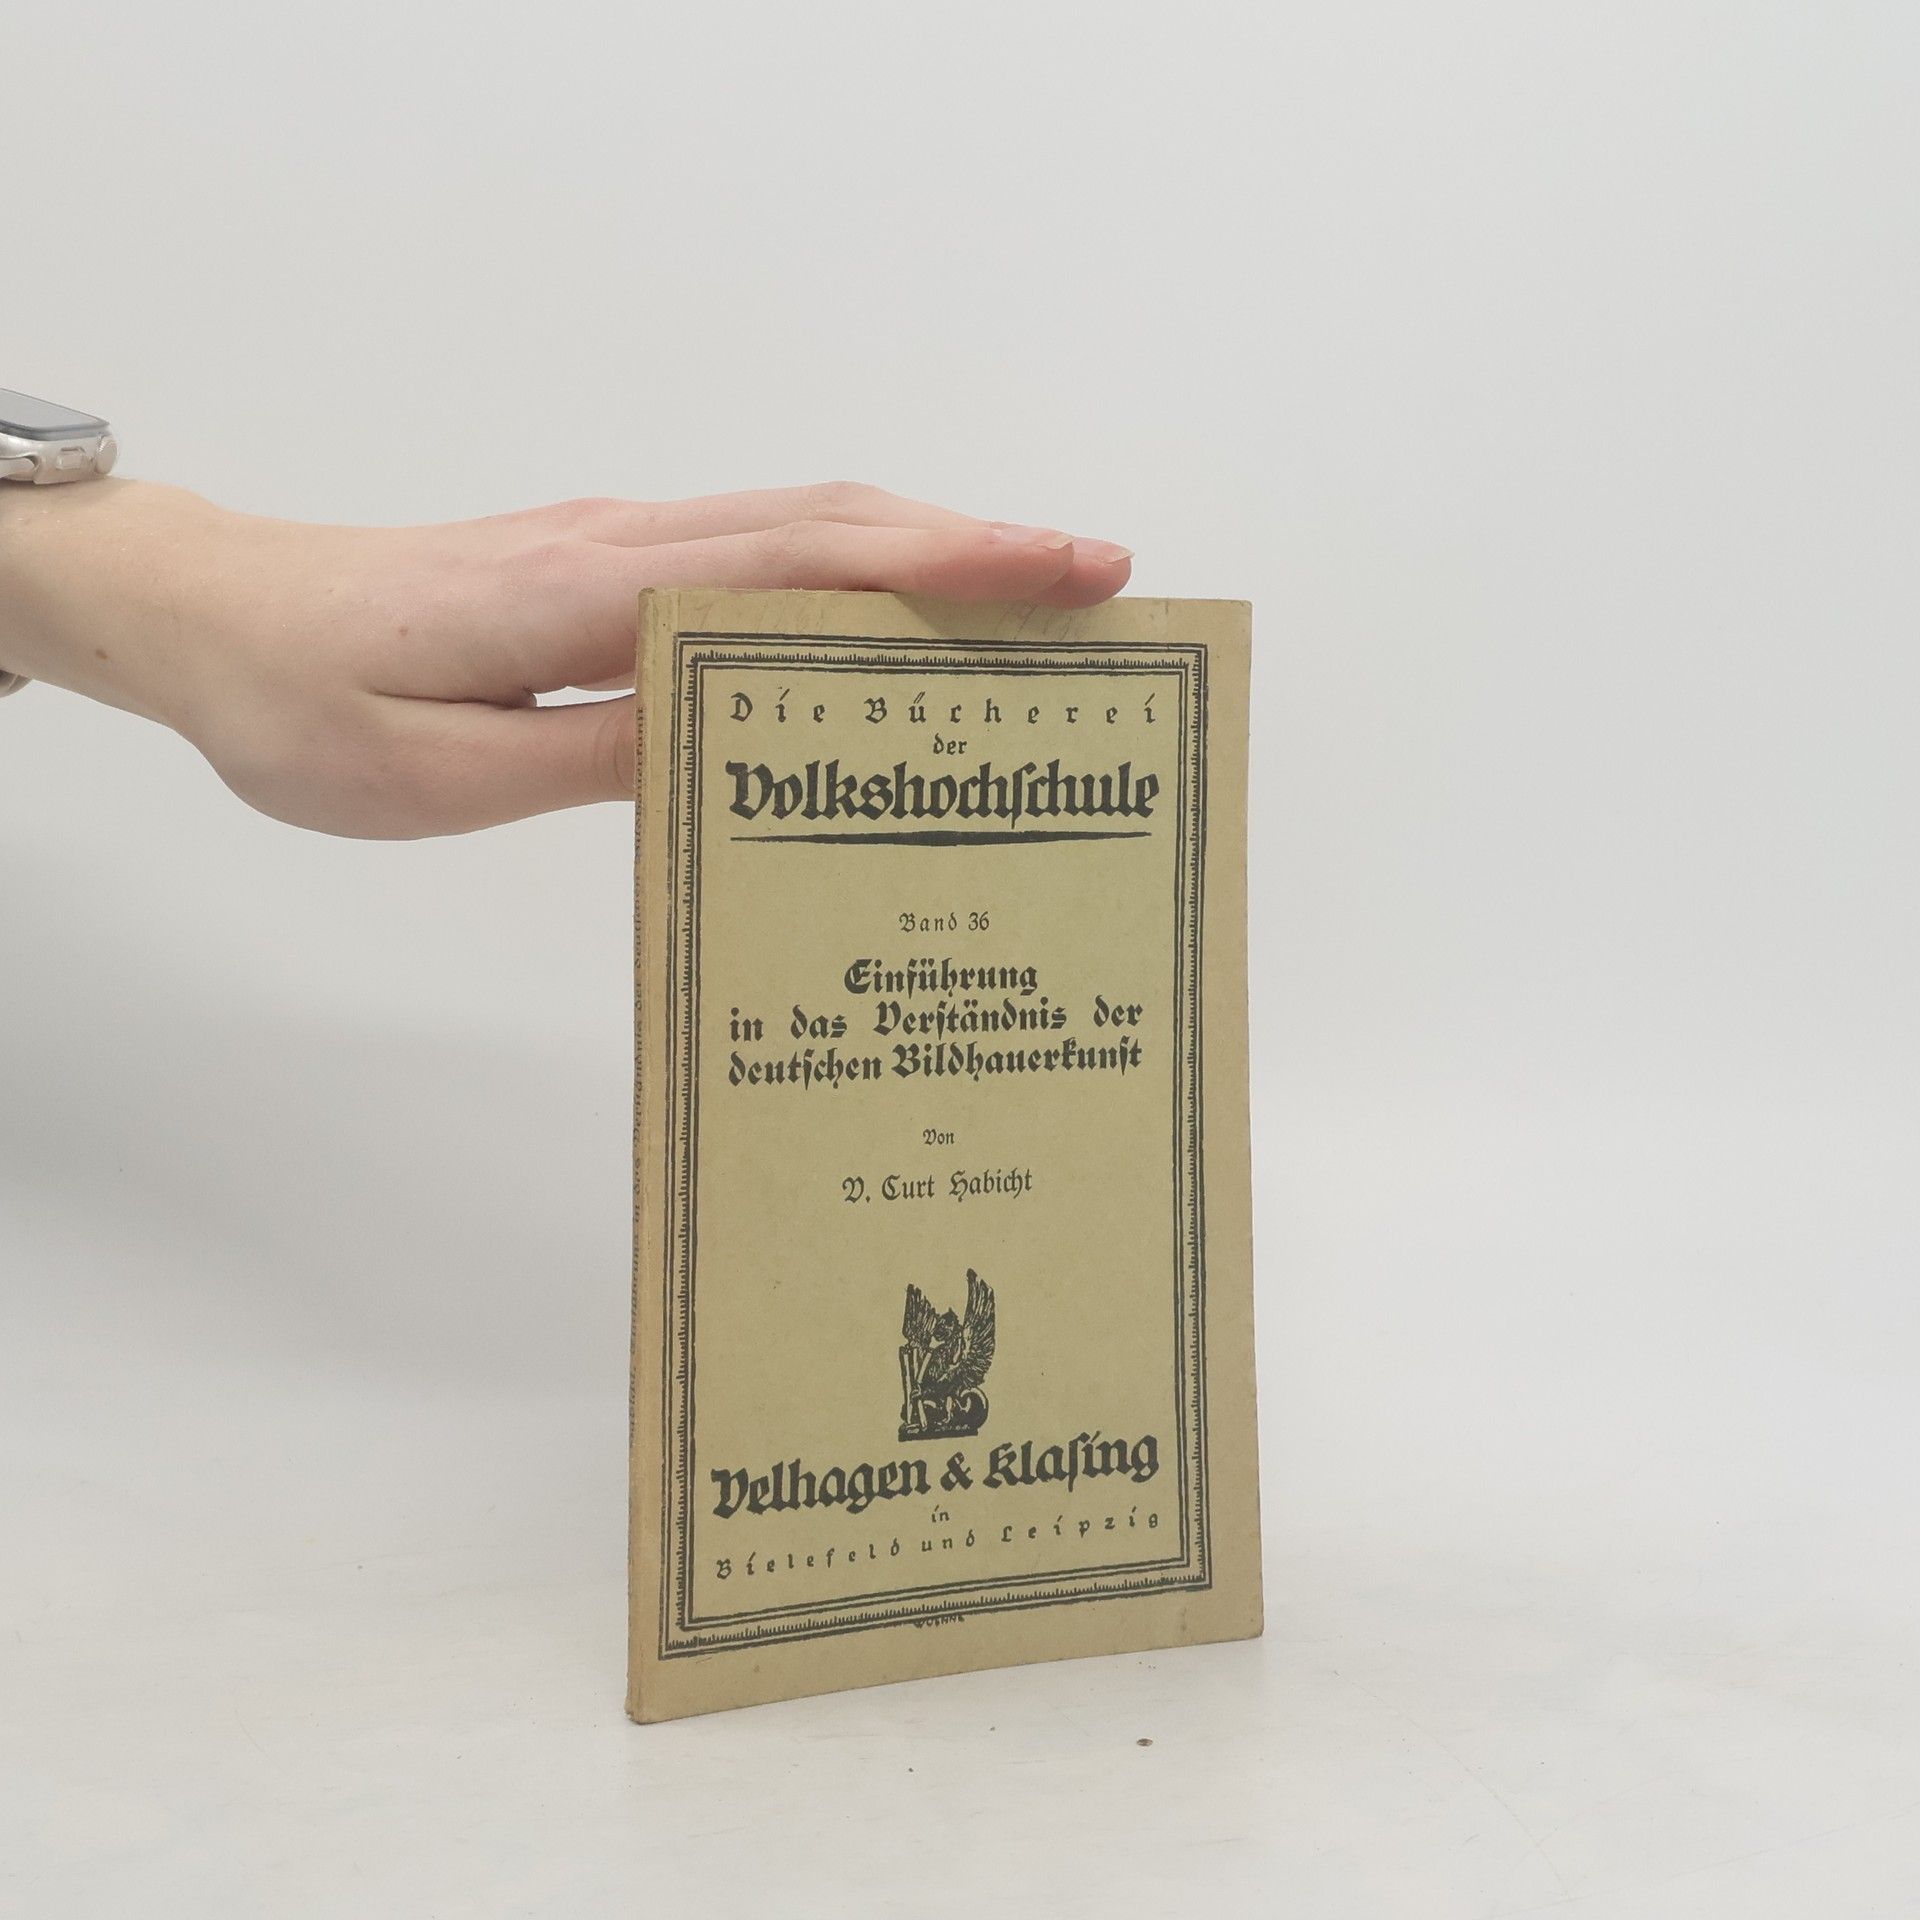 Die Bücherei
der
Volkshochſchule
Band 36
Einführung
in das Verſtändnis der
deutſchen Bildhauerkunſt
Von
V. Curt Habicht
Velhagen & Klaſing
in
Bielefeld und Leipzig